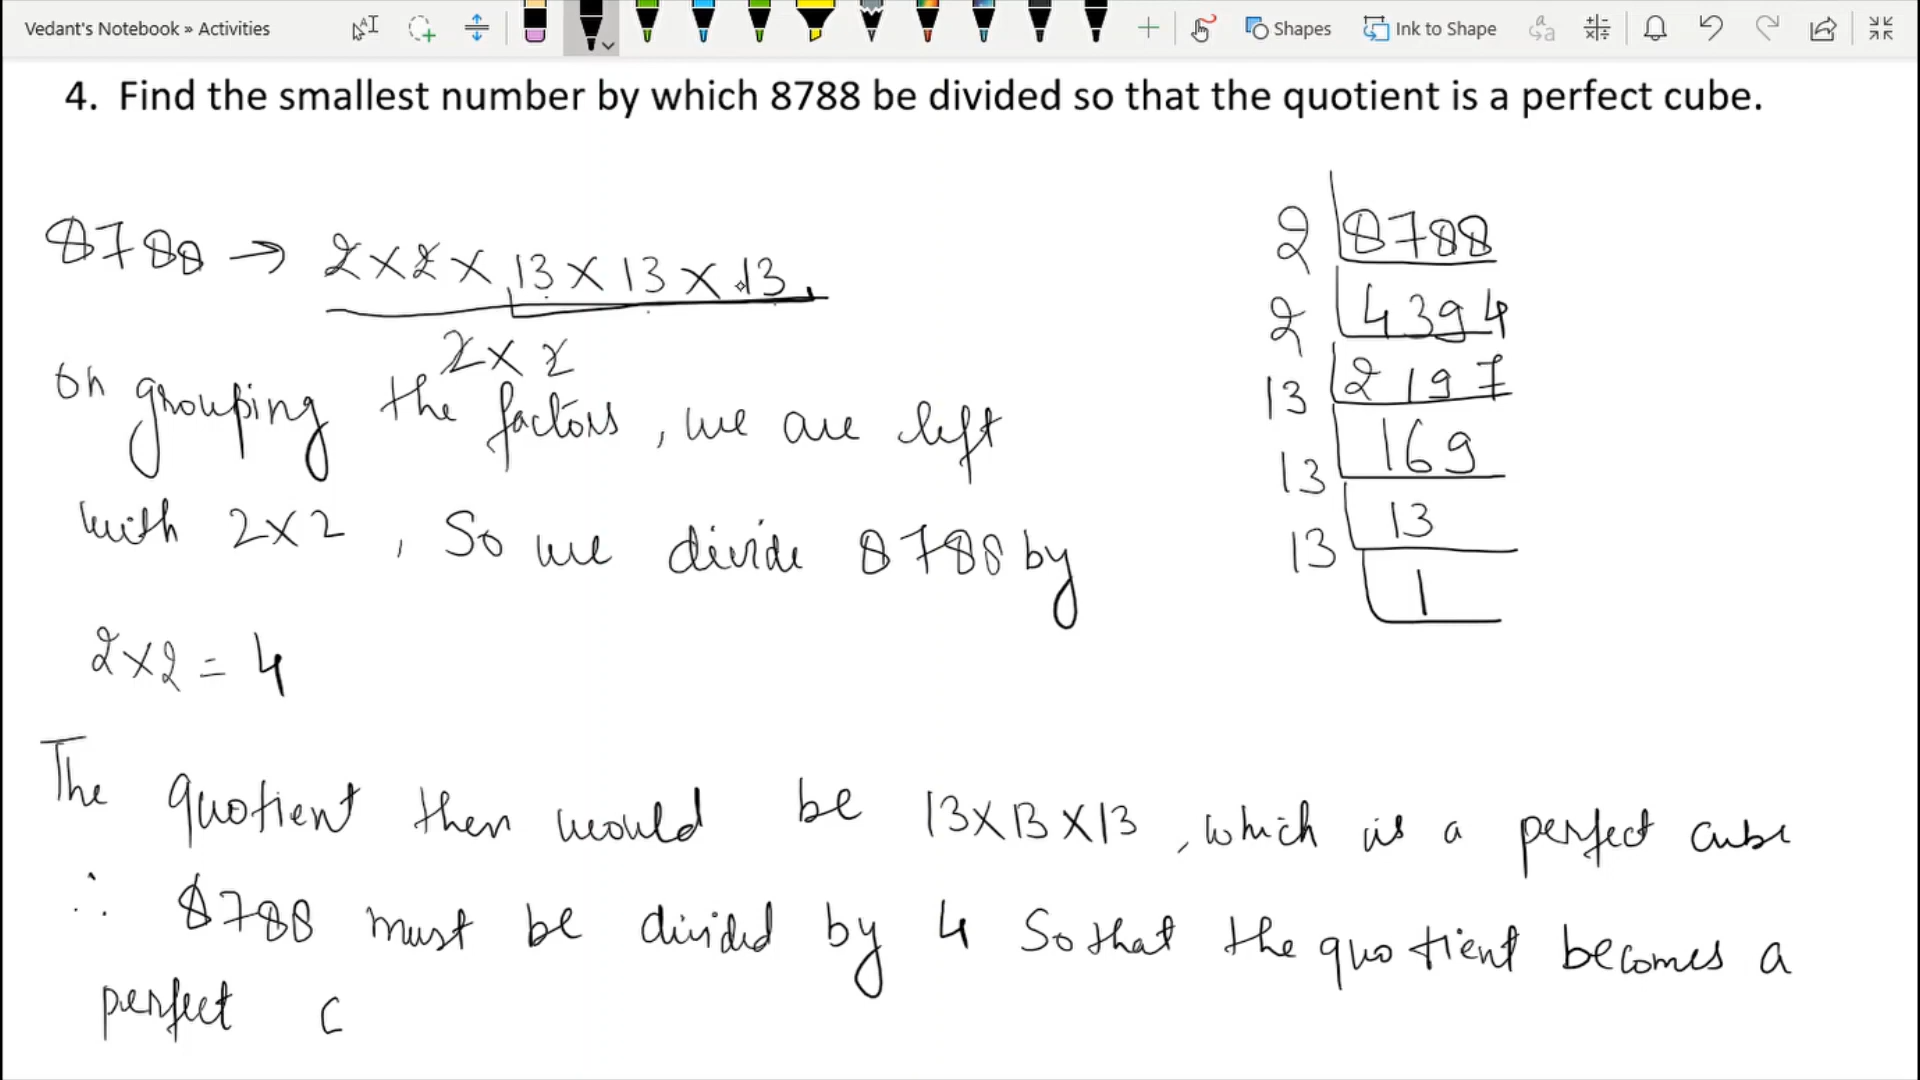 Vedant's Notebook » Activities
Shapes
Ink to Shape
4. Find the smallest number by which 8788 be divided so that the quotient is a perfect cube.
8788 → 2×2×13×13×13
2×2
On grouping the factors, we are left
with 2×2, So we divide 8788 by
2×2=4
2 8788
2 4394
13 2197
13 169
13 13
1
The quotient then would be 13×13×13, which is a perfect cube
∴ 8788 must be divided by 4 So that the quotient becomes a
perfect c